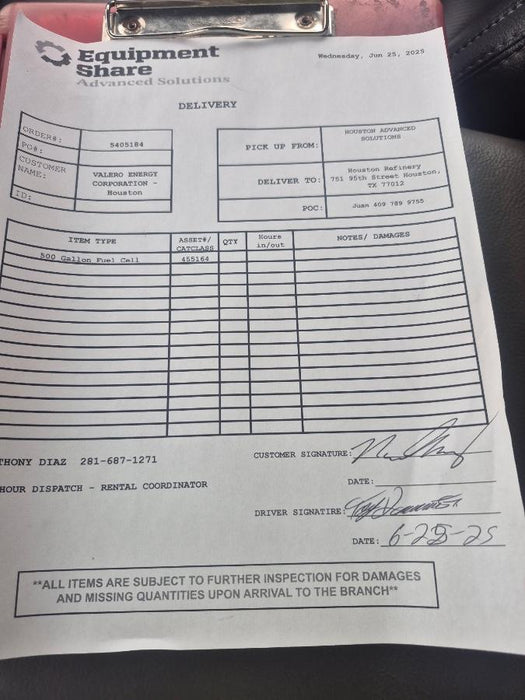 Equipment
Share
Advanced Solutions
Wednesday, Jun 25, 2025
DELIVERY
ORDER#:
PO#: 5405184
CUSTOMER NAME: VALERO ENERGY CORPORATION - Houston
ID:
PICK UP FROM: HOUSTON ADVANCED SOLUTIONS
DELIVER TO: Houston Refinery 751 95th Street Houston, TX 77012
POC: Juan 409 789 9755
ITEM TYPE ASSET#/ CATCLASS QTY Hours in/out NOTES/ DAMAGES
500 Gallon Fuel Cell 455164
THONY DIAZ 281-687-1271
HOUR DISPATCH - RENTAL COORDINATOR
CUSTOMER SIGNATURE:
DATE:
DRIVER SIGNATIRE:
DATE: 6-25-25
**ALL ITEMS ARE SUBJECT TO FURTHER INSPECTION FOR DAMAGES
AND MISSING QUANTITIES UPON ARRIVAL TO THE BRANCH**